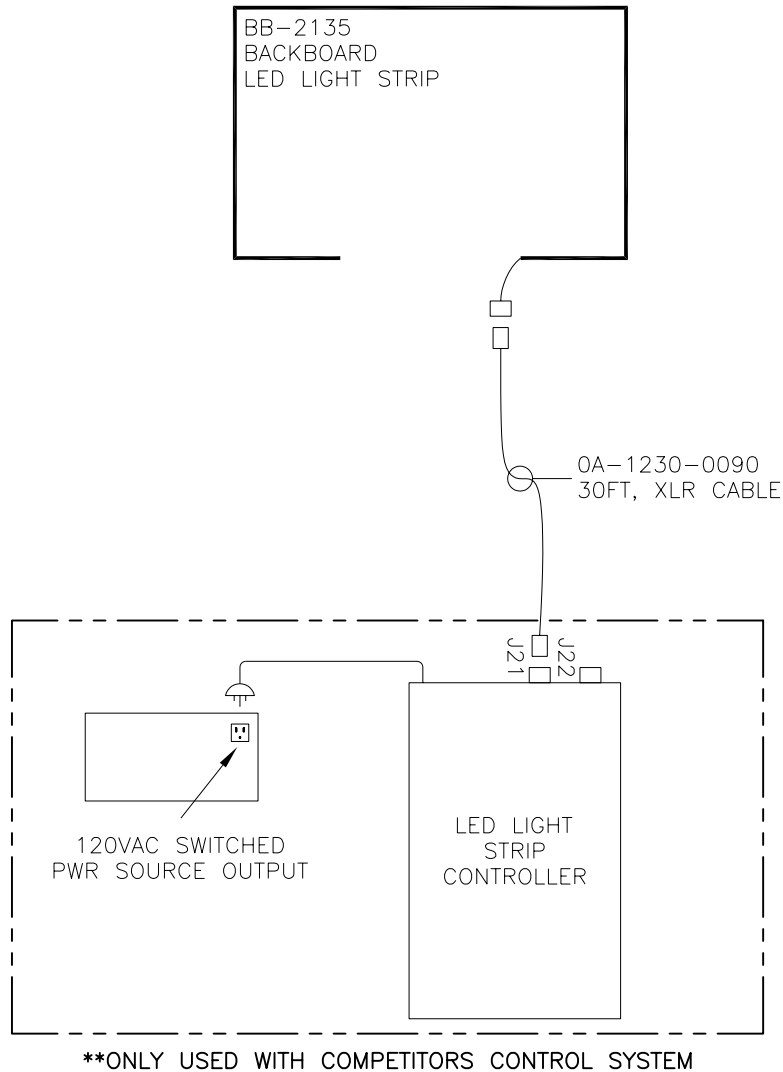 BB-2135
BACKBOARD
LED LIGHT STRIP
0A-1230-0090
30FT, XLR CABLE
J21
J22
120VAC SWITCHED
PWR SOURCE OUTPUT
LED LIGHT
STRIP
CONTROLLER
**ONLY USED WITH COMPETITORS CONTROL SYSTEM